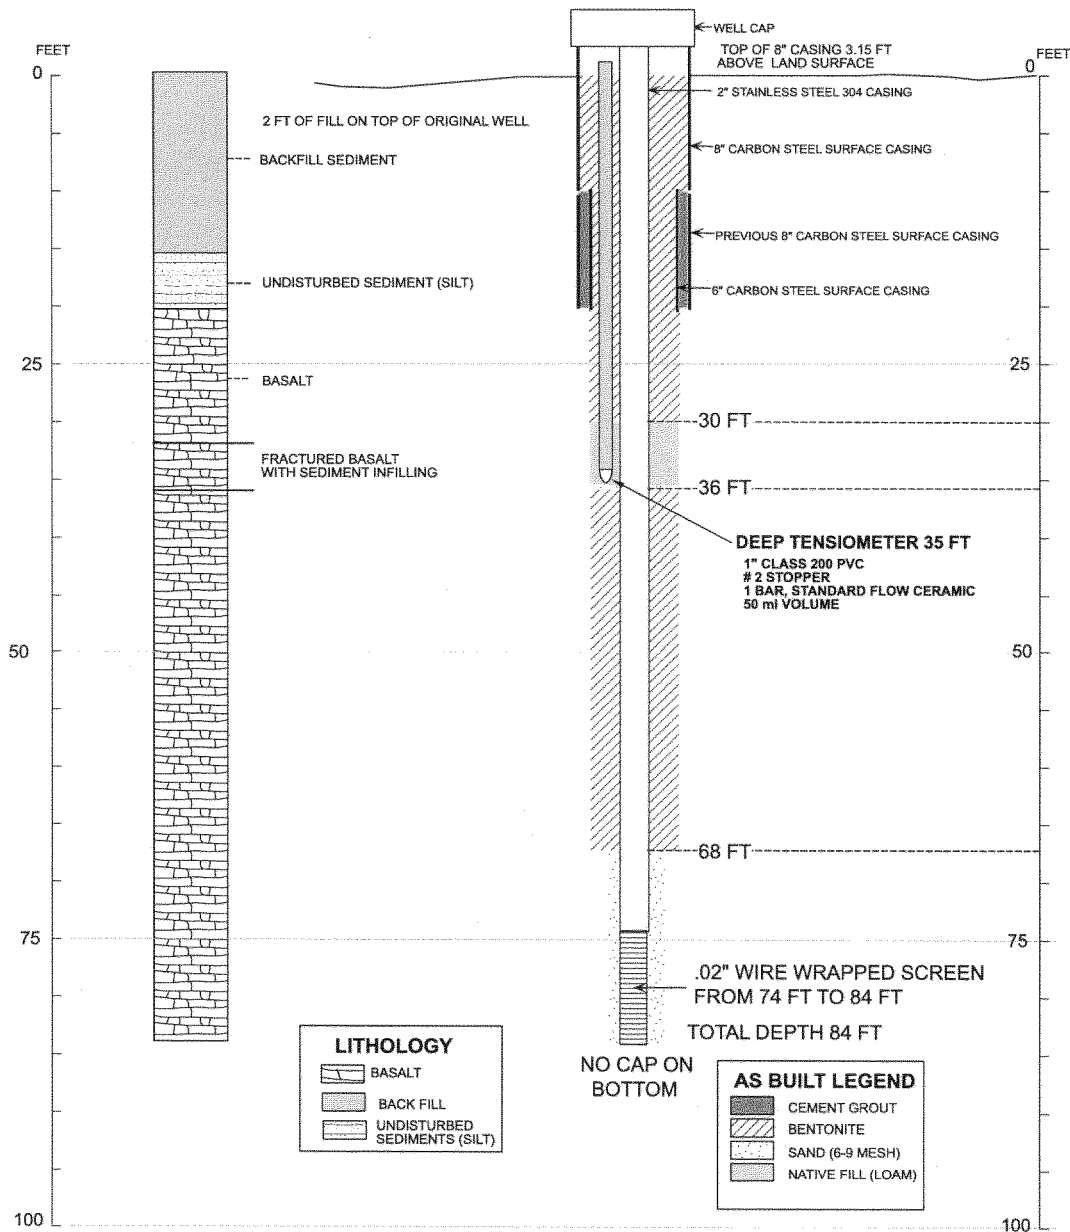 WELL CAP
FEET
TOP OF 8" CASING 3.15 FT
ABOVE LAND SURFACE
FEET
0
0
2" STAINLESS STEEL 304 CASING
2 FT OF FILL ON TOP OF ORIGINAL WELL
8" CARBON STEEL SURFACE CASING
BACKFILL SEDIMENT
PREVIOUS 8" CARBON STEEL SURFACE CASING
UNDISTURBED SEDIMENT (SILT)
6" CARBON STEEL SURFACE CASING
25
25
BASALT
30 FT
FRACTURED BASALT
WITH SEDIMENT INFILLING
36 FT
DEEP TENSIOMETER 35 FT
1" CLASS 200 PVC
# 2 STOPPER
1 BAR, STANDARD FLOW CERAMIC
50 ml VOLUME
50
50
68 FT
75
75
.02" WIRE WRAPPED SCREEN
FROM 74 FT TO 84 FT
TOTAL DEPTH 84 FT
NO CAP ON
BOTTOM
LITHOLOGY
BASALT
BACK FILL
UNDISTURBED
SEDIMENTS (SILT)
AS BUILT LEGEND
CEMENT GROUT
BENTONITE
SAND (6-9 MESH)
NATIVE FILL (LOAM)
100
100